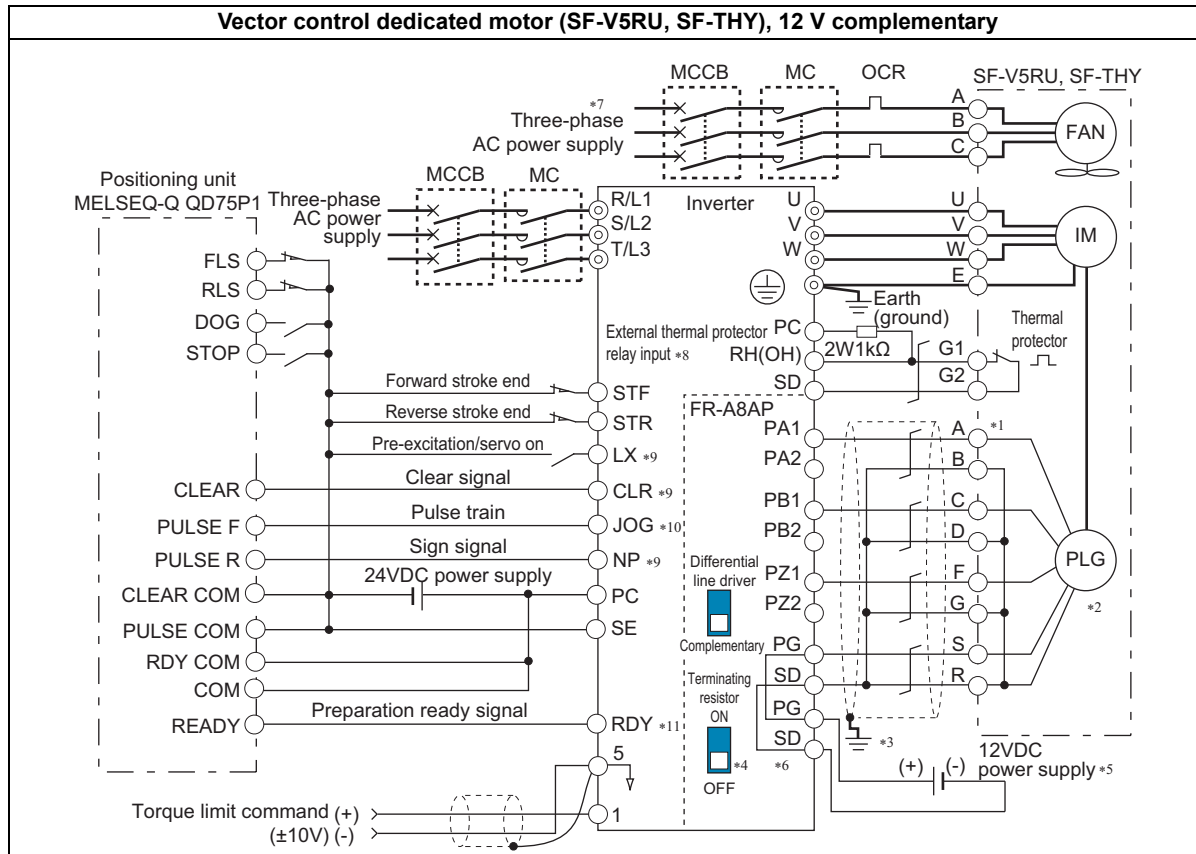 Vector control dedicated motor (SF-V5RU, SF-THY), 12 V complementary
MCCB
MC
OCR
SF-V5RU, SF-THY
*7
Three-phase
AC power supply
A
B
C
FAN
Positioning unit
MELSEQ-Q QD75P1
Three-phase
AC power
supply
MCCB
MC
R/L1
S/L2
T/L3
Inverter
U
V
W
U
V
W
E
IM
FLS
RLS
DOG
STOP
Earth
(ground)
Thermal
protector
External thermal protector
relay input *8
PC
RH(OH)
SD
2W1kΩ
G1
G2
Forward stroke end
STF
Reverse stroke end
STR
Pre-excitation/servo on
LX *9
FR-A8AP
PA1
PA2
PB1
PB2
PZ1
PZ2
PG
SD
PG
SD
A *1
B
C
D
F
G
S
R
PLG
*2
CLEAR
Clear signal
CLR *9
PULSE F
Pulse train
JOG *10
PULSE R
Sign signal
NP *9
CLEAR COM
24VDC power supply
PC
PULSE COM
SE
RDY COM
COM
READY
Preparation ready signal
RDY *11
Differential
line driver
Complementary
Terminating
resistor
ON
*4
OFF
*6
*3
12VDC
power supply *5
(+)
(-)
5
1
Torque limit command (+)
(±10V) (-)